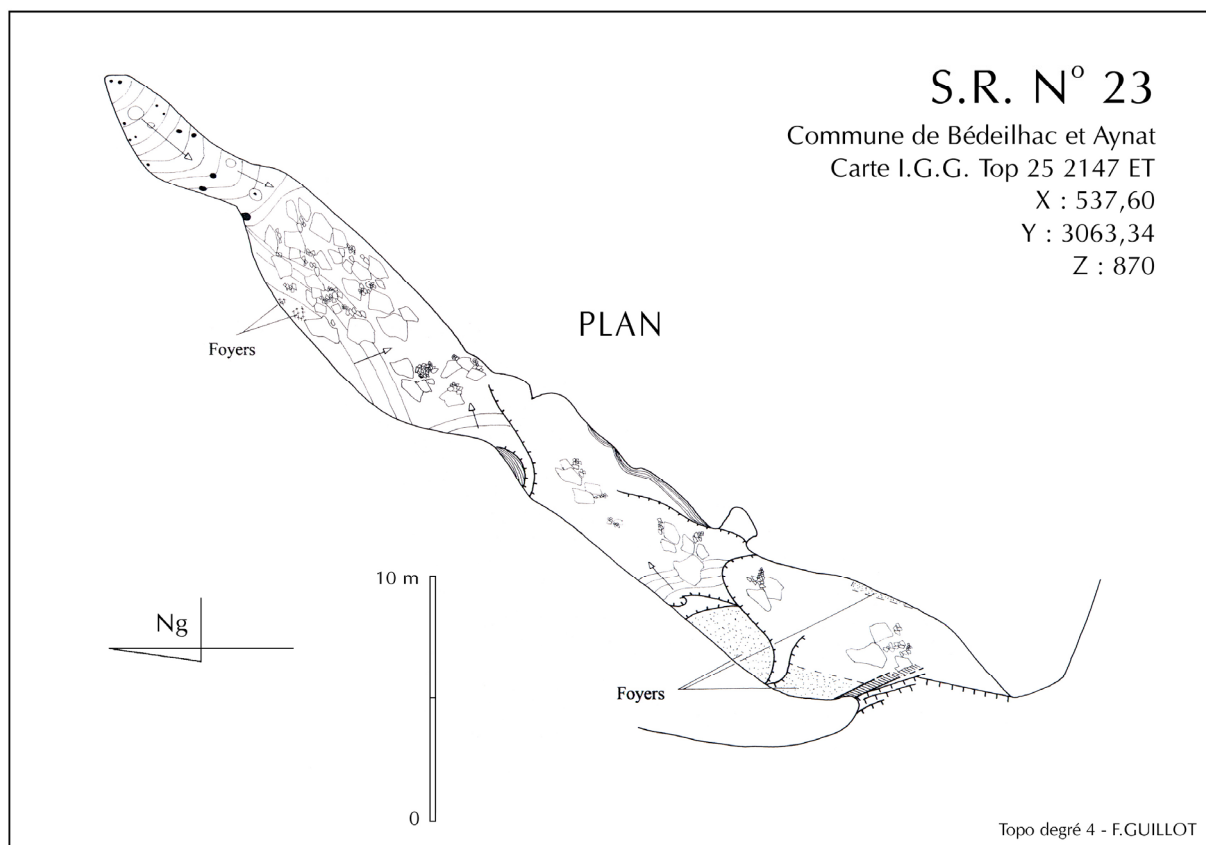 S.R. Nº 23
Commune de Bédeilhac et Aynat
Carte I.G.G. Top 25 2147 ET
X : 537,60
Y : 3063,34
Z : 870
PLAN
Foyers
10 m
Ng
Foyers
0
Topo degré 4 - F.GUILLOT